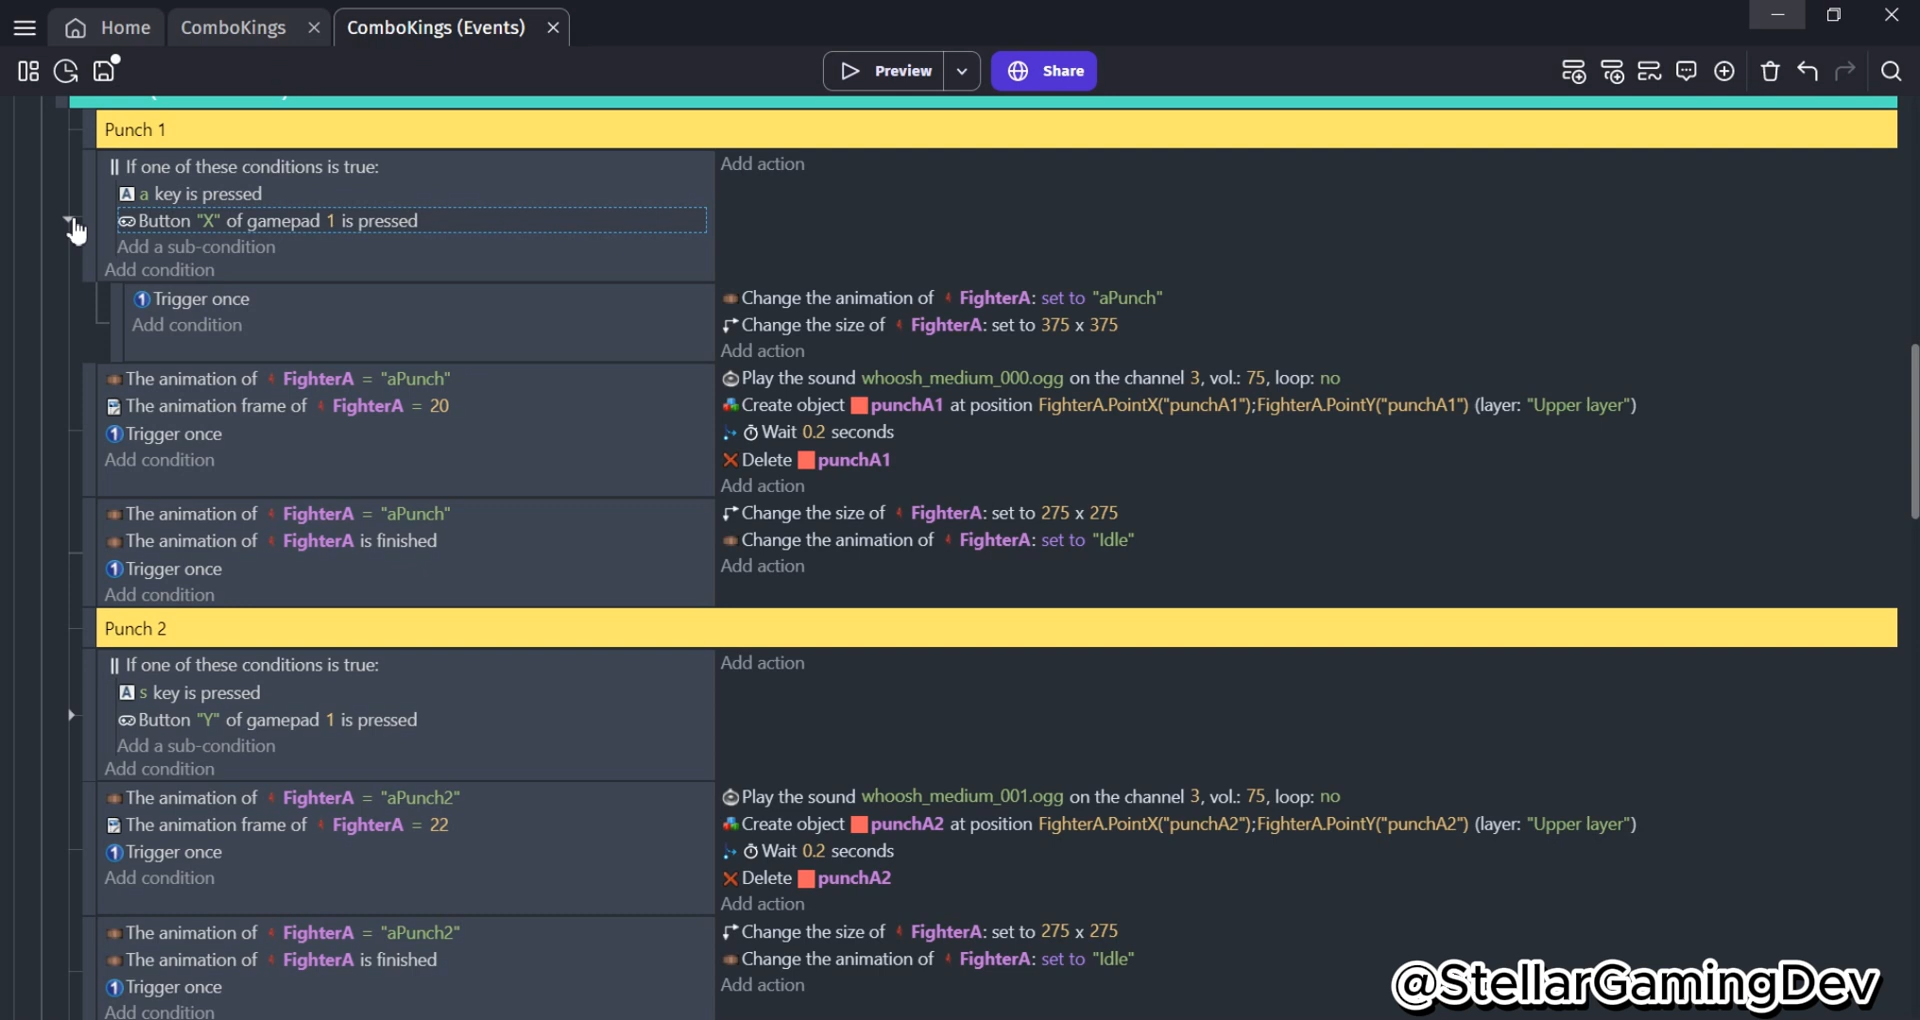 Home
ComboKings
ComboKings (Events)
Preview
Share
Punch 1
If one of these conditions is true:
a key is pressed
Button "X" of gamepad 1 is pressed
Add a sub-condition
Add condition
Add action
Trigger once
Add condition
Change the animation of FighterA: set to "aPunch"
Change the size of FighterA: set to 375 x 375
Add action
The animation of FighterA = "aPunch"
The animation frame of FighterA = 20
Trigger once
Add condition
Play the sound whoosh_medium_000.ogg on the channel 3, vol.: 75, loop: no
Create object punchA1 at position FighterA.PointX("punchA1");FighterA.PointY("punchA1") (layer: "Upper layer")
Wait 0.2 seconds
Delete punchA1
Add action
The animation of FighterA = "aPunch"
The animation of FighterA is finished
Trigger once
Add condition
Change the size of FighterA: set to 275 x 275
Change the animation of FighterA: set to "Idle"
Add action
Punch 2
If one of these conditions is true:
s key is pressed
Button "Y" of gamepad 1 is pressed
Add a sub-condition
Add condition
Add action
The animation of FighterA = "aPunch2"
The animation frame of FighterA = 22
Trigger once
Add condition
Play the sound whoosh_medium_001.ogg on the channel 3, vol.: 75, loop: no
Create object punchA2 at position FighterA.PointX("punchA2");FighterA.PointY("punchA2") (layer: "Upper layer")
Wait 0.2 seconds
Delete punchA2
Add action
The animation of FighterA = "aPunch2"
The animation of FighterA is finished
Trigger once
Add condition
Change the size of FighterA: set to 275 x 275
Change the animation of FighterA: set to "Idle"
Add action
@StellarGamingDev